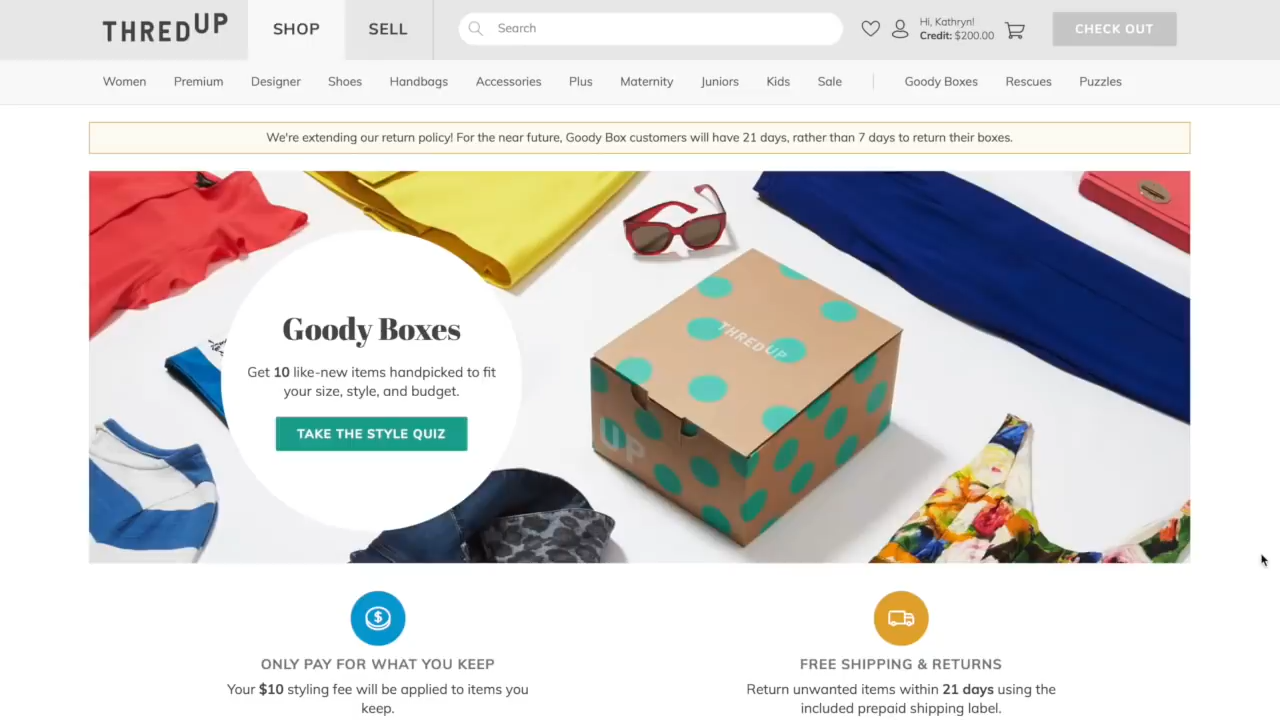 THREDUP
SHOP
SELL
Search
Hi, Kathryn!
Credit: $200.00
CHECK OUT
Women Premium Designer Shoes Handbags Accessories Plus Maternity Juniors Kids Sale Goody Boxes Rescues Puzzles
We're extending our return policy! For the near future, Goody Box customers will have 21 days, rather than 7 days to return their boxes.
Goody Boxes
Get 10 like-new items handpicked to fit
your size, style, and budget.
TAKE THE STYLE QUIZ
THREDUP
UP
ONLY PAY FOR WHAT YOU KEEP
Your $10 styling fee will be applied to items you
keep.
FREE SHIPPING & RETURNS
Return unwanted items within 21 days using the
included prepaid shipping label.